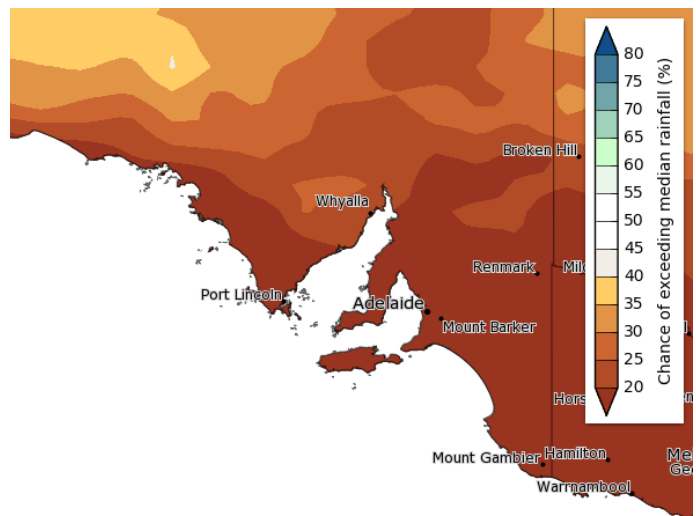 80
75
70
65
60
55
50
45
40
35
30
25
20
Chance of exceeding median rainfall (%)
Broken Hill
Whyalla
Renmark
Port Lincoln
Adelaide
Mount Barker
Mount Gambier
Hamilton
Warrnambool